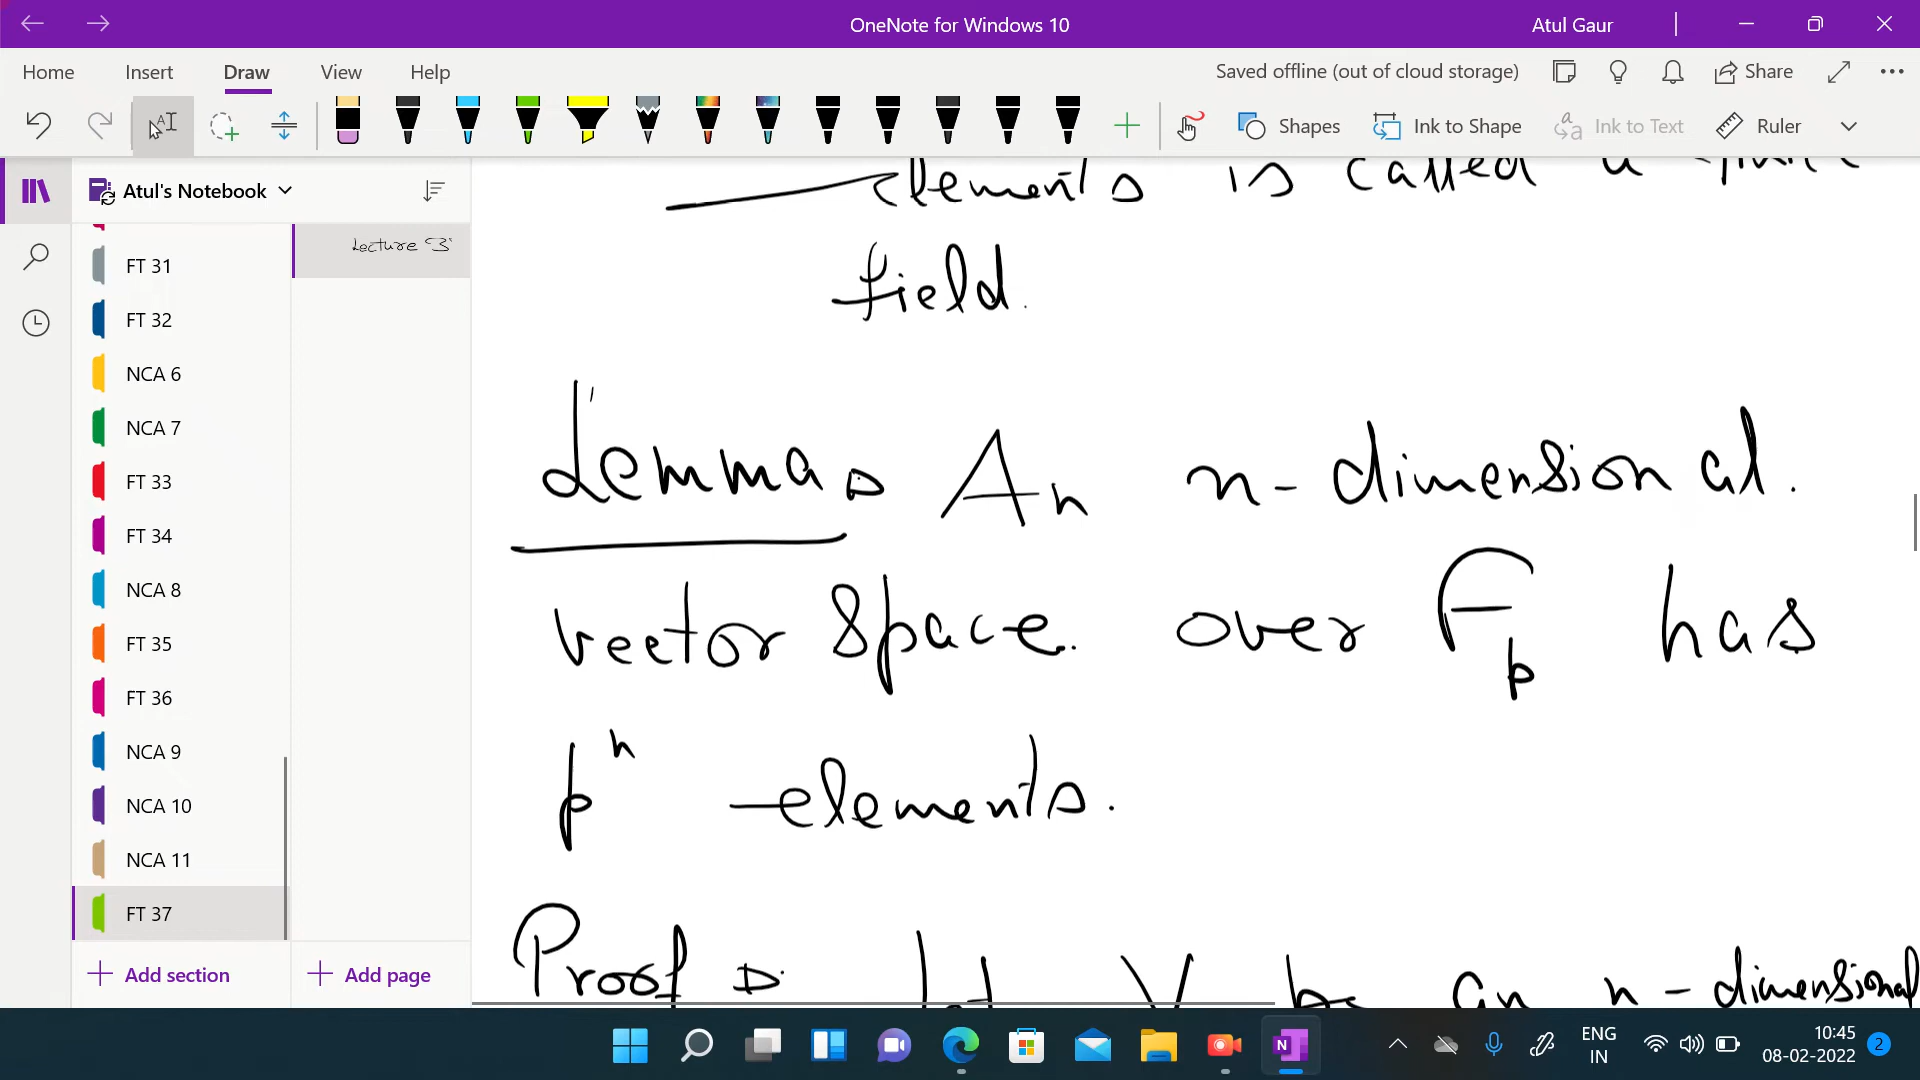 OneNote for Windows 10
Atul Gaur
Home Insert Draw View Help
Saved offline (out of cloud storage)
Share
Shapes
Ink to Shape
Ink to Text
Ruler
Atul's Notebook
FT 31
FT 32
NCA 6
NCA 7
FT 33
FT 34
NCA 8
FT 35
FT 36
NCA 9
NCA 10
NCA 11
FT 37
Add section
Add page
Lecture 3
elements is called a finite
field.
Lemma An n-dimensional.
vector space. over F_p has
p^n elements.
Proof let V be an n-dimensional
ENG
IN
10:45
08-02-2022
2